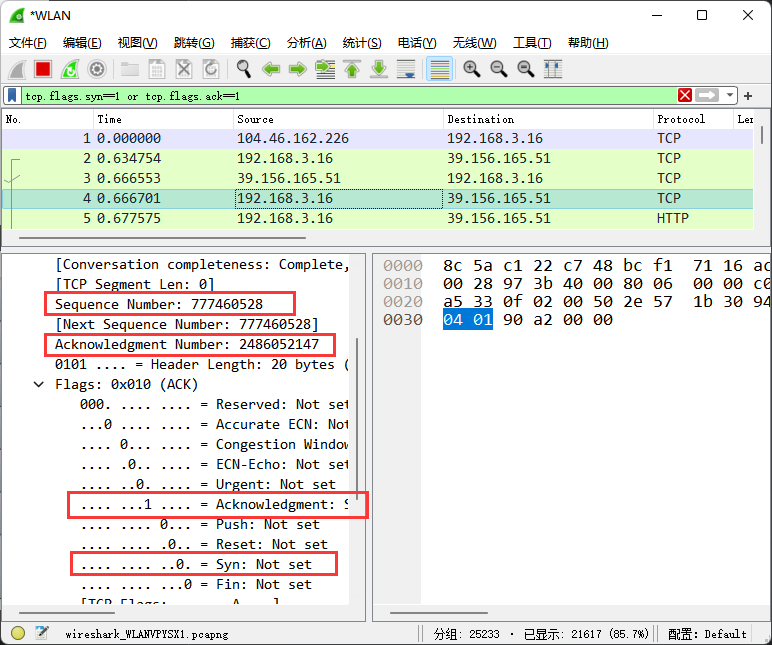 *WLAN
文件(F) 编辑(E) 视图(V) 跳转(G) 捕获(C) 分析(A) 统计(S) 电话(Y) 无线(W) 工具(T) 帮助(H)
tcp.flags.syn==1 or tcp.flags.ack==1
No. Time Source Destination Protocol Ler
1 0.000000 104.46.162.226 192.168.3.16 TCP
2 0.634754 192.168.3.16 39.156.165.51 TCP
3 0.666553 39.156.165.51 192.168.3.16 TCP
4 0.666701 192.168.3.16 39.156.165.51 TCP
5 0.677575 192.168.3.16 39.156.165.51 HTTP
[Conversation completeness: Complete,
[TCP Segment Len: 0]
Sequence Number: 777460528
[Next Sequence Number: 777460528]
Acknowledgment Number: 2486052147
0101 .... = Header Length: 20 bytes (
Flags: 0x010 (ACK)
000. .... .... = Reserved: Not set
...0 .... .... = Accurate ECN: Not
.... 0... .... = Congestion Window
.... .0.. .... = ECN-Echo: Not set
.... ..0. .... = Urgent: Not set
.... ...1 .... = Acknowledgment: S
.... .... 0... = Push: Not set
.... .... .0.. = Reset: Not set
.... .... ..0. = Syn: Not set
.... .... ...0 = Fin: Not set
[TCP Flags: ·······A····]
0000 8c 5a c1 22 c7 48 bc f1 71 16 ac
0010 00 28 97 3b 40 00 80 06 00 00 c0
0020 a5 33 0f 02 00 50 2e 57 1b 30 94
0030 04 01 90 a2 00 00
wireshark_WLANVPYSX1.pcapng
分组: 25233 · 已显示: 21617 (85.7%)
配置: Default